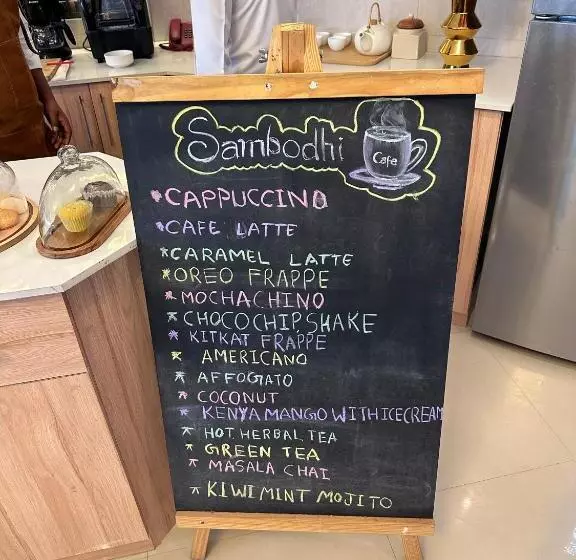 Sambodhi
Cafe
*CAPPUCCINO
*CAFE LATTE
*CARAMEL LATTE
*OREO FRAPPE
*MOCHACHINO
*CHOCOCHIP SHAKE
*KITKAT FRAPPE
* AMERICANO
* AFFOGATO
* COCONUT
* KENYA MANGO WITH ICECREAM
* HOT HERBAL TEA
* GREEN TEA
* MASALA CHAI
* KIWI MINT MOJITO